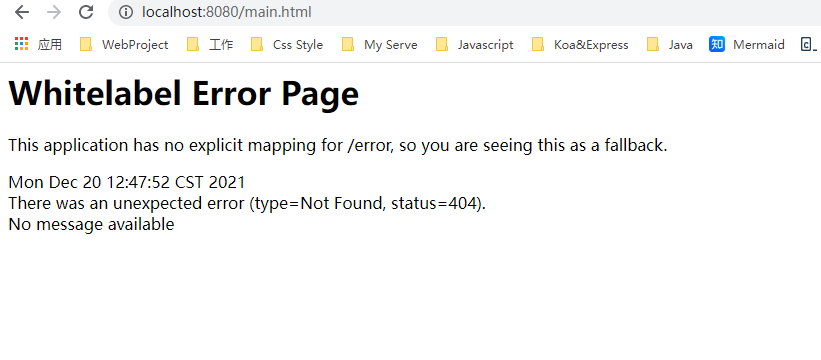 localhost:8080/main.html
应用 WebProject 工作 Css Style My Serve Javascript Koa&Express Java 知 Mermaid
Whitelabel Error Page
This application has no explicit mapping for /error, so you are seeing this as a fallback.
Mon Dec 20 12:47:52 CST 2021
There was an unexpected error (type=Not Found, status=404).
No message available